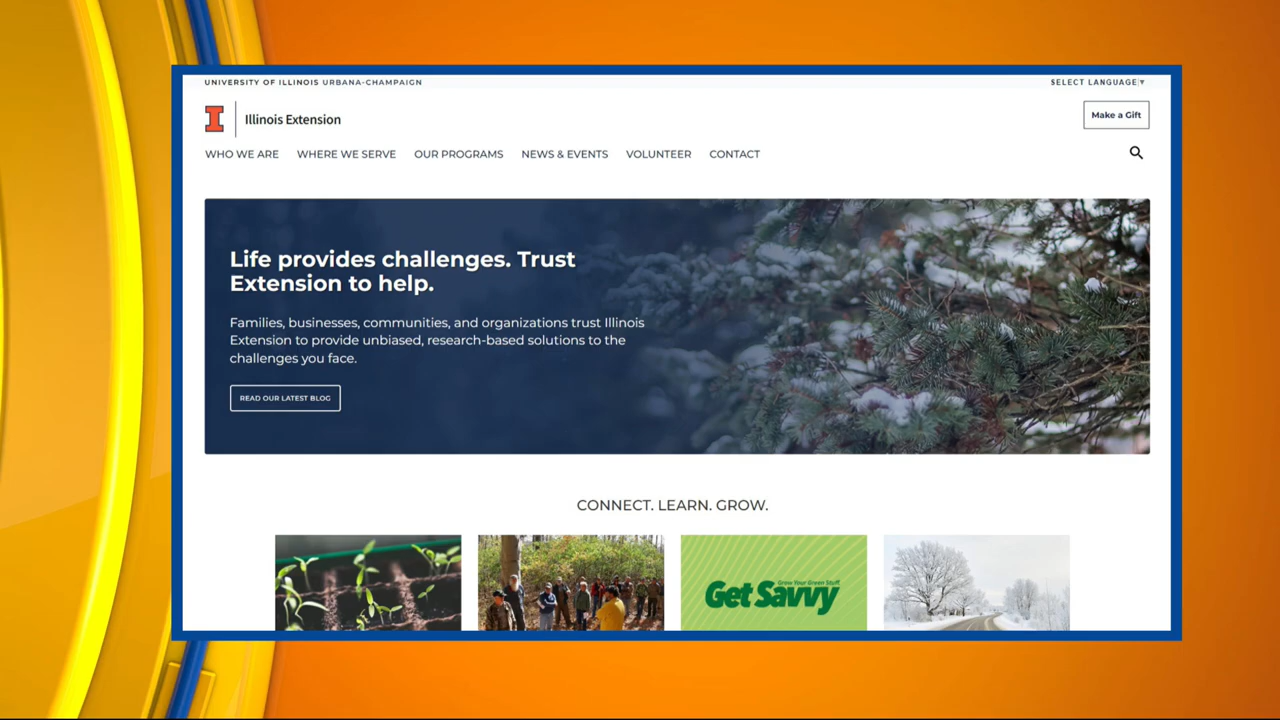 UNIVERSITY OF ILLINOIS URBANA-CHAMPAIGN
SELECT LANGUAGE ▼
I
Illinois Extension
Make a Gift
WHO WE ARE WHERE WE SERVE OUR PROGRAMS NEWS & EVENTS VOLUNTEER CONTACT
Life provides challenges. Trust
Extension to help.
Families, businesses, communities, and organizations trust Illinois
Extension to provide unbiased, research-based solutions to the
challenges you face.
READ OUR LATEST BLOG
CONNECT. LEARN. GROW.
Grow Your Green Stuff
Get Savvy